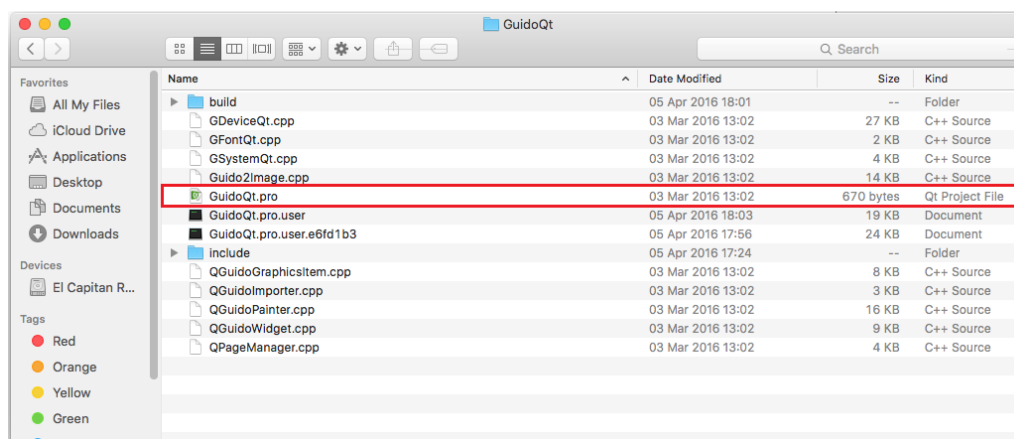 GuidoQt
Search
Favorites
All My Files
iCloud Drive
Applications
Desktop
Documents
Downloads
Devices
El Capitan R...
Tags
Red
Orange
Yellow
Green
Name Date Modified Size Kind
build 05 Apr 2016 18:01 -- Folder
GDeviceQt.cpp 03 Mar 2016 13:02 27 KB C++ Source
GFontQt.cpp 03 Mar 2016 13:02 2 KB C++ Source
GSystemQt.cpp 03 Mar 2016 13:02 4 KB C++ Source
Guido2Image.cpp 03 Mar 2016 13:02 14 KB C++ Source
GuidoQt.pro 03 Mar 2016 13:02 670 bytes Qt Project File
GuidoQt.pro.user 05 Apr 2016 18:03 19 KB Document
GuidoQt.pro.user.e6fd1b3 05 Apr 2016 17:56 24 KB Document
include 05 Apr 2016 17:24 -- Folder
QGuidoGraphicsItem.cpp 03 Mar 2016 13:02 8 KB C++ Source
QGuidoImporter.cpp 03 Mar 2016 13:02 3 KB C++ Source
QGuidoPainter.cpp 03 Mar 2016 13:02 16 KB C++ Source
QGuidoWidget.cpp 03 Mar 2016 13:02 9 KB C++ Source
QPageManager.cpp 03 Mar 2016 13:02 4 KB C++ Source